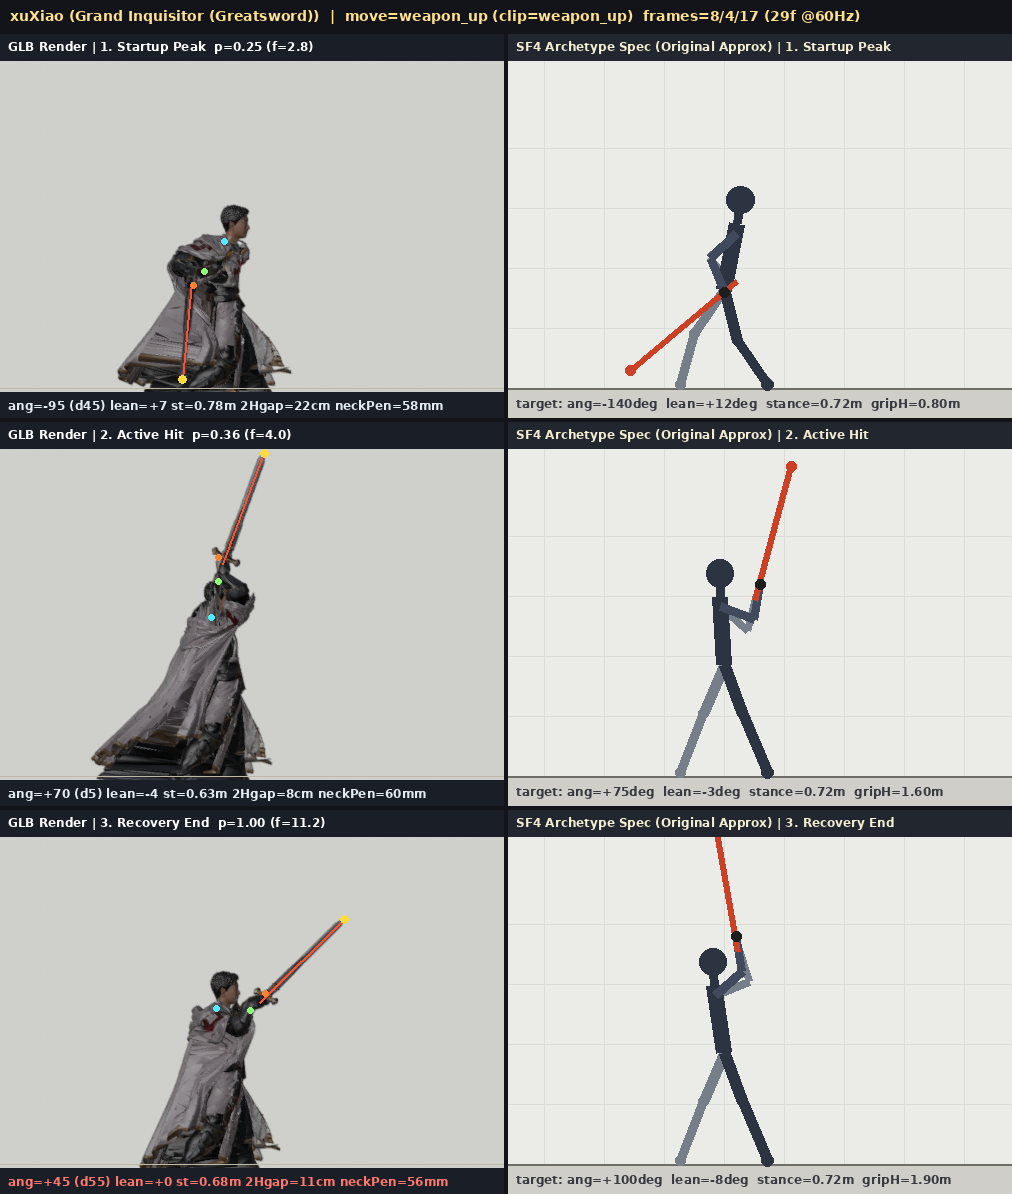 xuXiao (Grand Inquisitor (Greatsword))  |  move=weapon_up (clip=weapon_up)  frames=8/4/17 (29f @60Hz)
GLB Render | 1. Startup Peak  p=0.25 (f=2.8)
SF4 Archetype Spec (Original Approx) | 1. Startup Peak
ang=-95 (d45) lean=+7 st=0.78m 2Hgap=22cm neckPen=58mm
target: ang=-140deg  lean=+12deg  stance=0.72m  gripH=0.80m
GLB Render | 2. Active Hit  p=0.36 (f=4.0)
SF4 Archetype Spec (Original Approx) | 2. Active Hit
ang=+70 (d5) lean=-4 st=0.63m 2Hgap=8cm neckPen=60mm
target: ang=+75deg  lean=-3deg  stance=0.72m  gripH=1.60m
GLB Render | 3. Recovery End  p=1.00 (f=11.2)
SF4 Archetype Spec (Original Approx) | 3. Recovery End
ang=+45 (d55) lean=+0 st=0.68m 2Hgap=11cm neckPen=56mm
target: ang=+100deg  lean=-8deg  stance=0.72m  gripH=1.90m